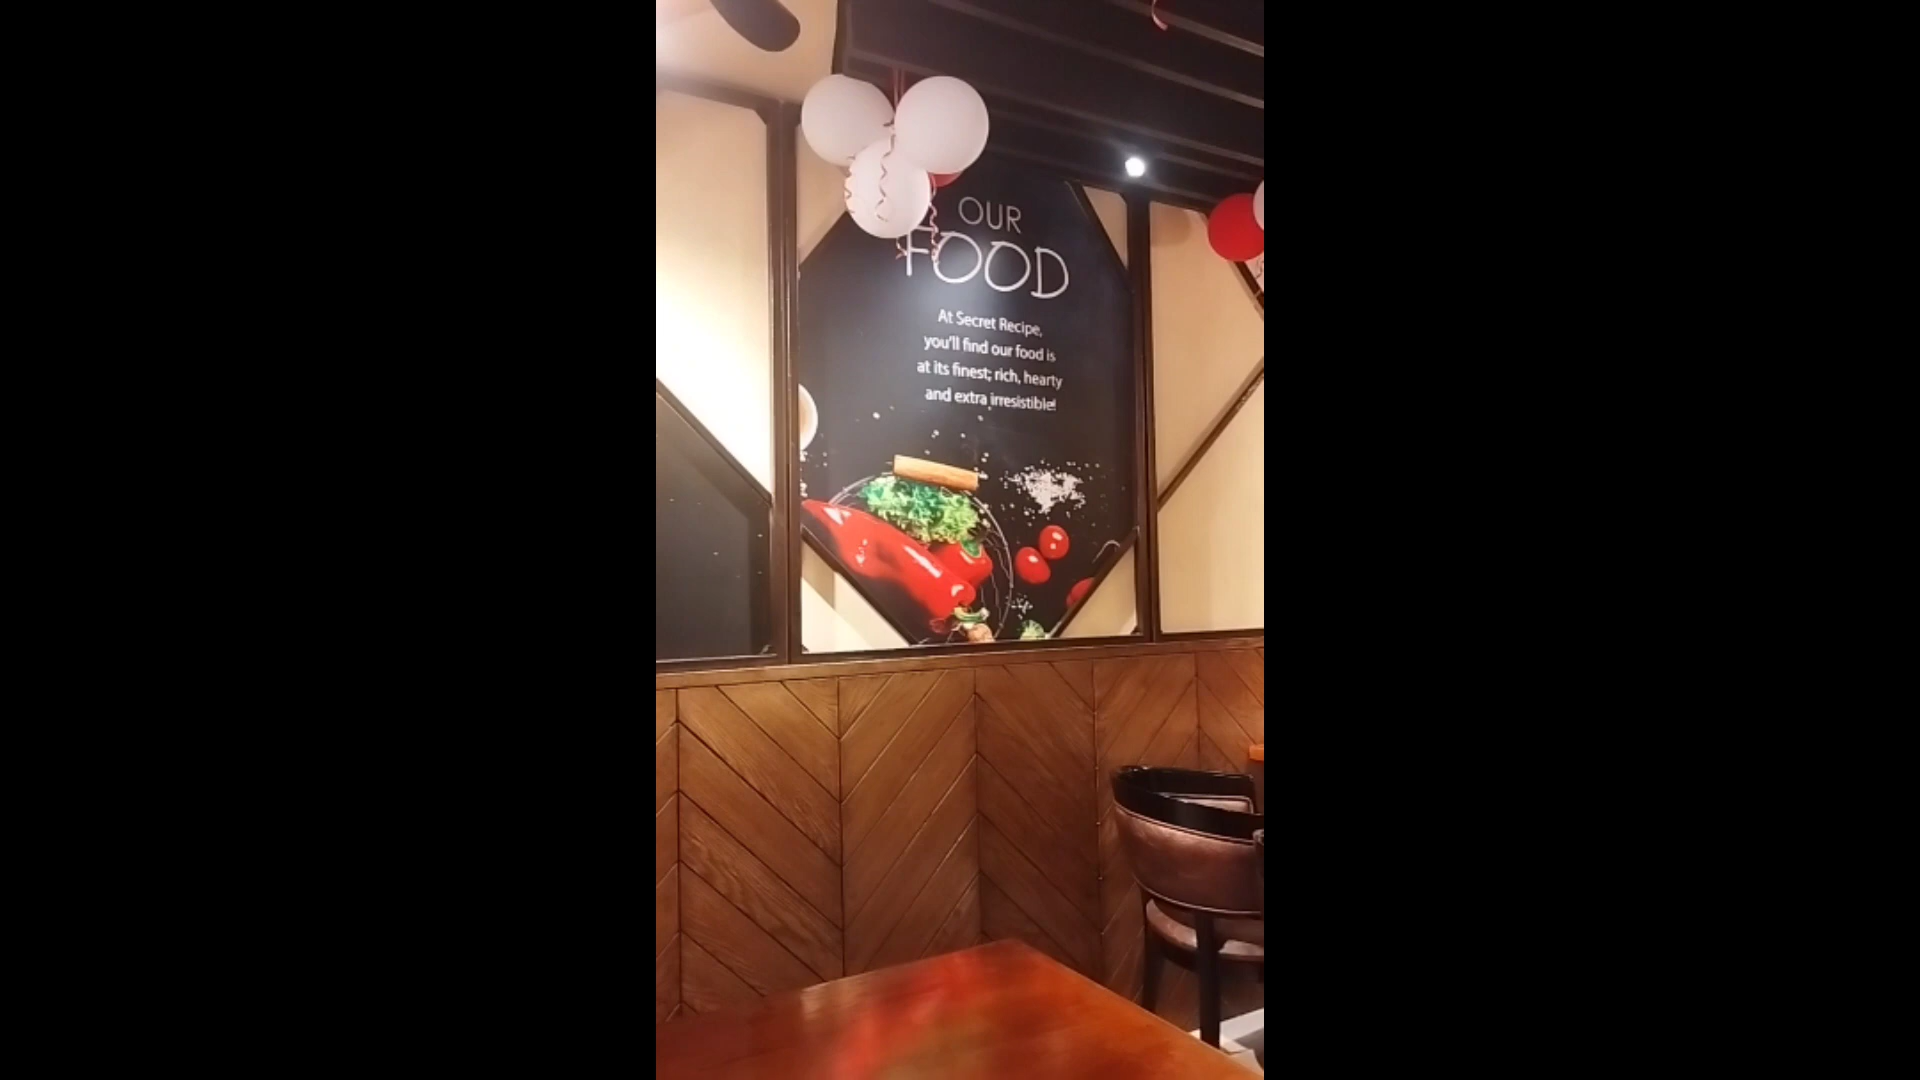 OUR
FOOD
At Secret Recipe,
you'll find our food is
at its finest; rich, hearty
and extra irresistible!